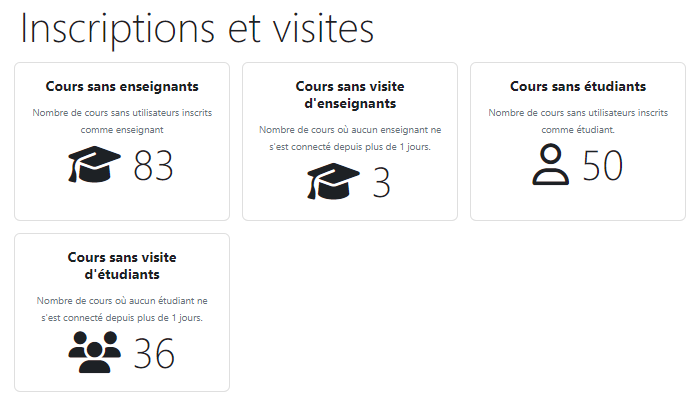 Inscriptions et visites
Cours sans enseignants
Nombre de cours sans utilisateurs inscrits
comme enseignant
83
Cours sans visite
d'enseignants
Nombre de cours où aucun enseignant ne
s'est connecté depuis plus de 1 jours.
3
Cours sans étudiants
Nombre de cours sans utilisateurs inscrits
comme étudiant.
50
Cours sans visite
d'étudiants
Nombre de cours où aucun étudiant ne
s'est connecté depuis plus de 1 jours.
36